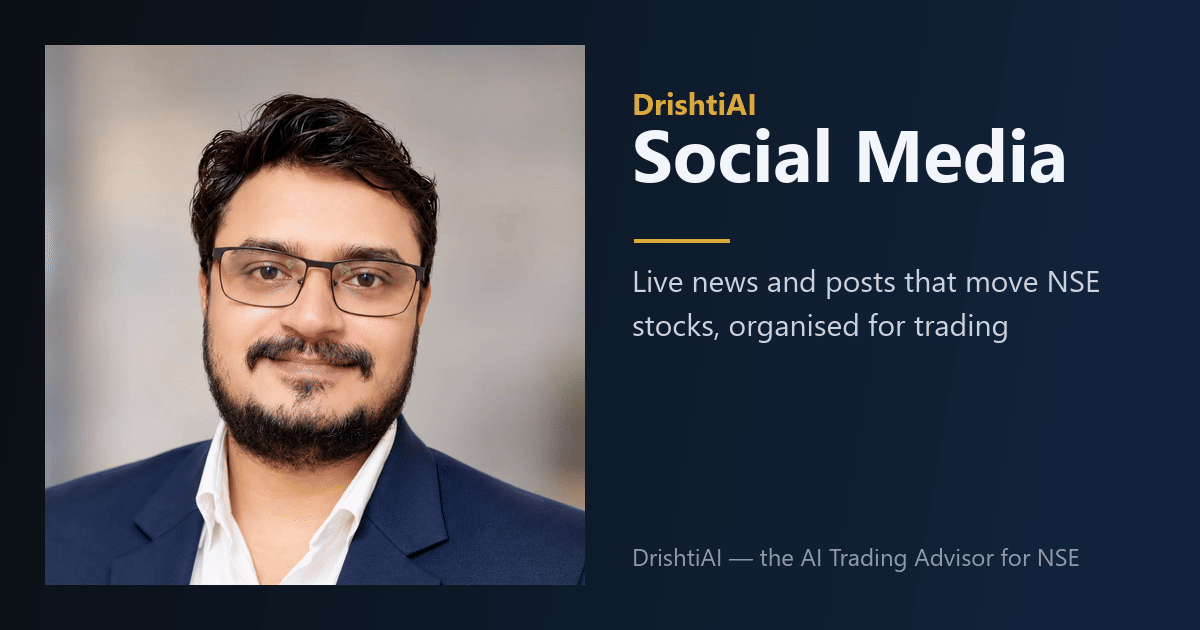 DrishtiAI
Social Media
Live news and posts that move NSE
stocks, organised for trading
DrishtiAI — the AI Trading Advisor for NSE